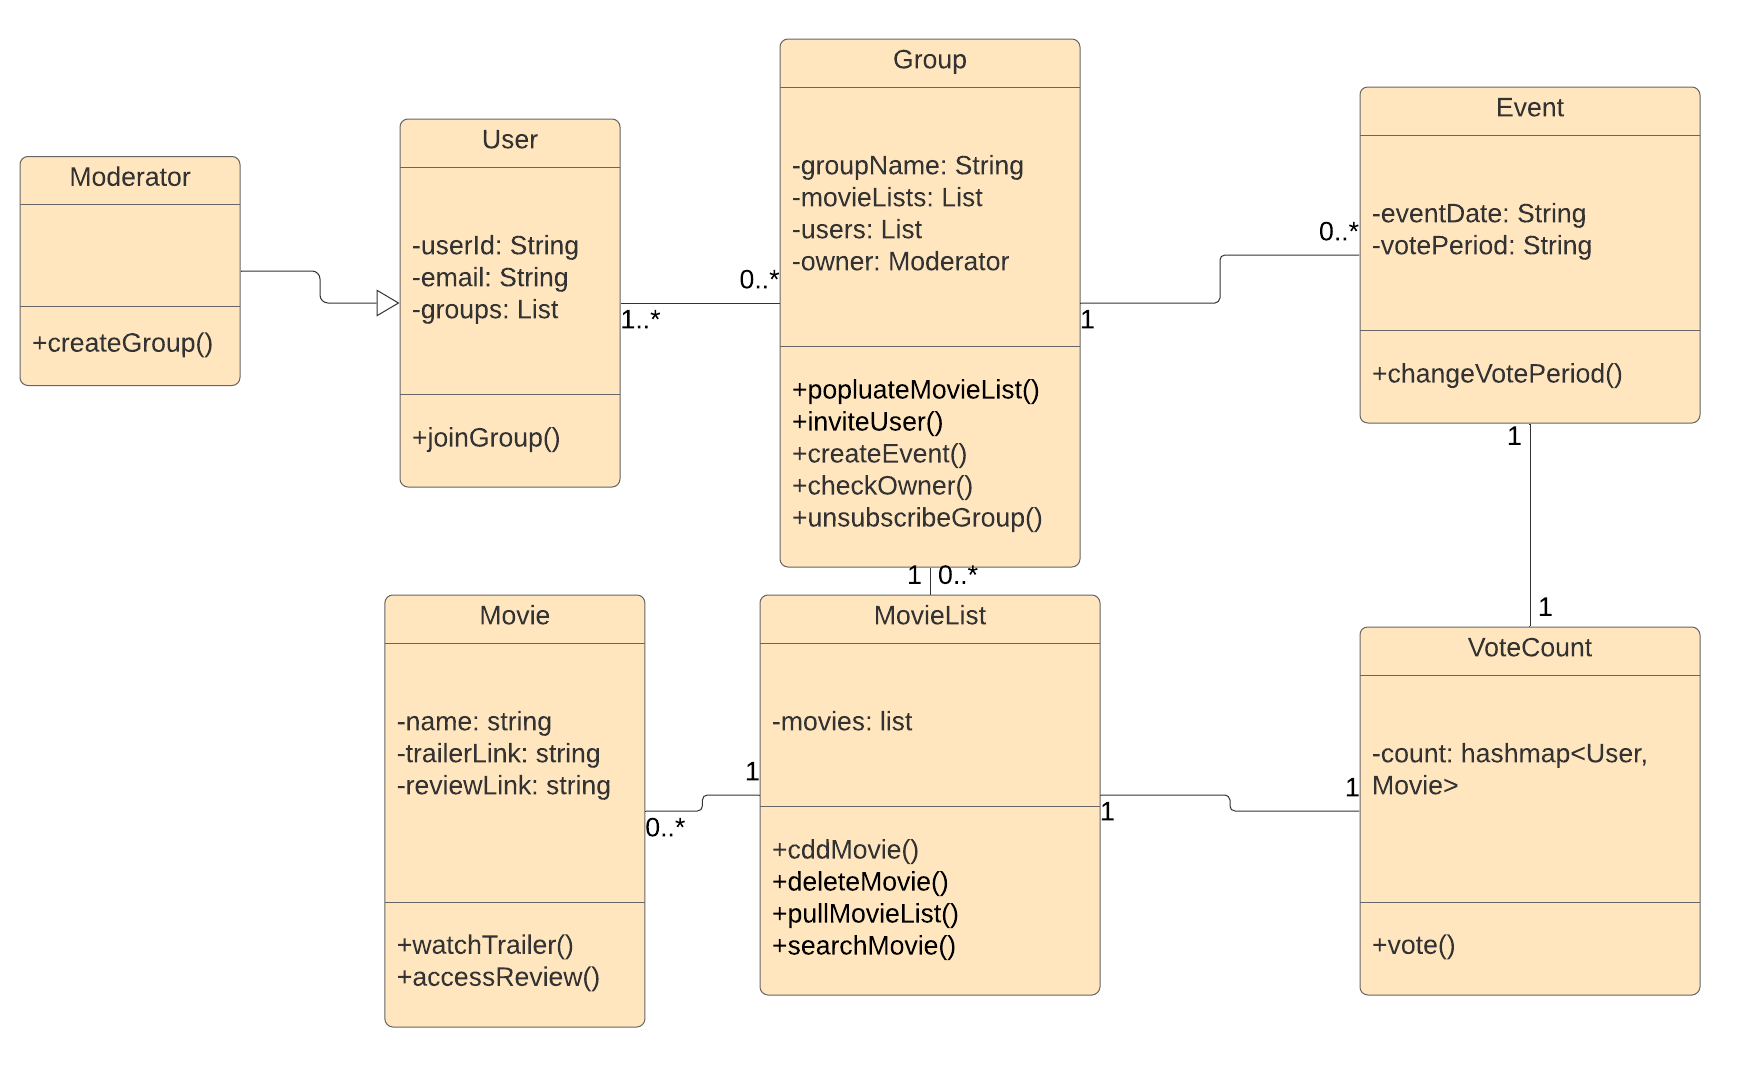 Moderator
+createGroup()
User
-userId: String
-email: String
-groups: List
+joinGroup()
1..*
0..*
Group
-groupName: String
-movieLists: List
-users: List
-owner: Moderator
+popluateMovieList()
+inviteUser()
+createEvent()
+checkOwner()
+unsubscribeGroup()
1
0..*
Event
-eventDate: String
-votePeriod: String
+changeVotePeriod()
1
1
1 0..*
Movie
-name: string
-trailerLink: string
-reviewLink: string
+watchTrailer()
+accessReview()
0..*
1
MovieList
-movies: list
+cddMovie()
+deleteMovie()
+pullMovieList()
+searchMovie()
1
1
VoteCount
-count: hashmap<User,
Movie>
+vote()